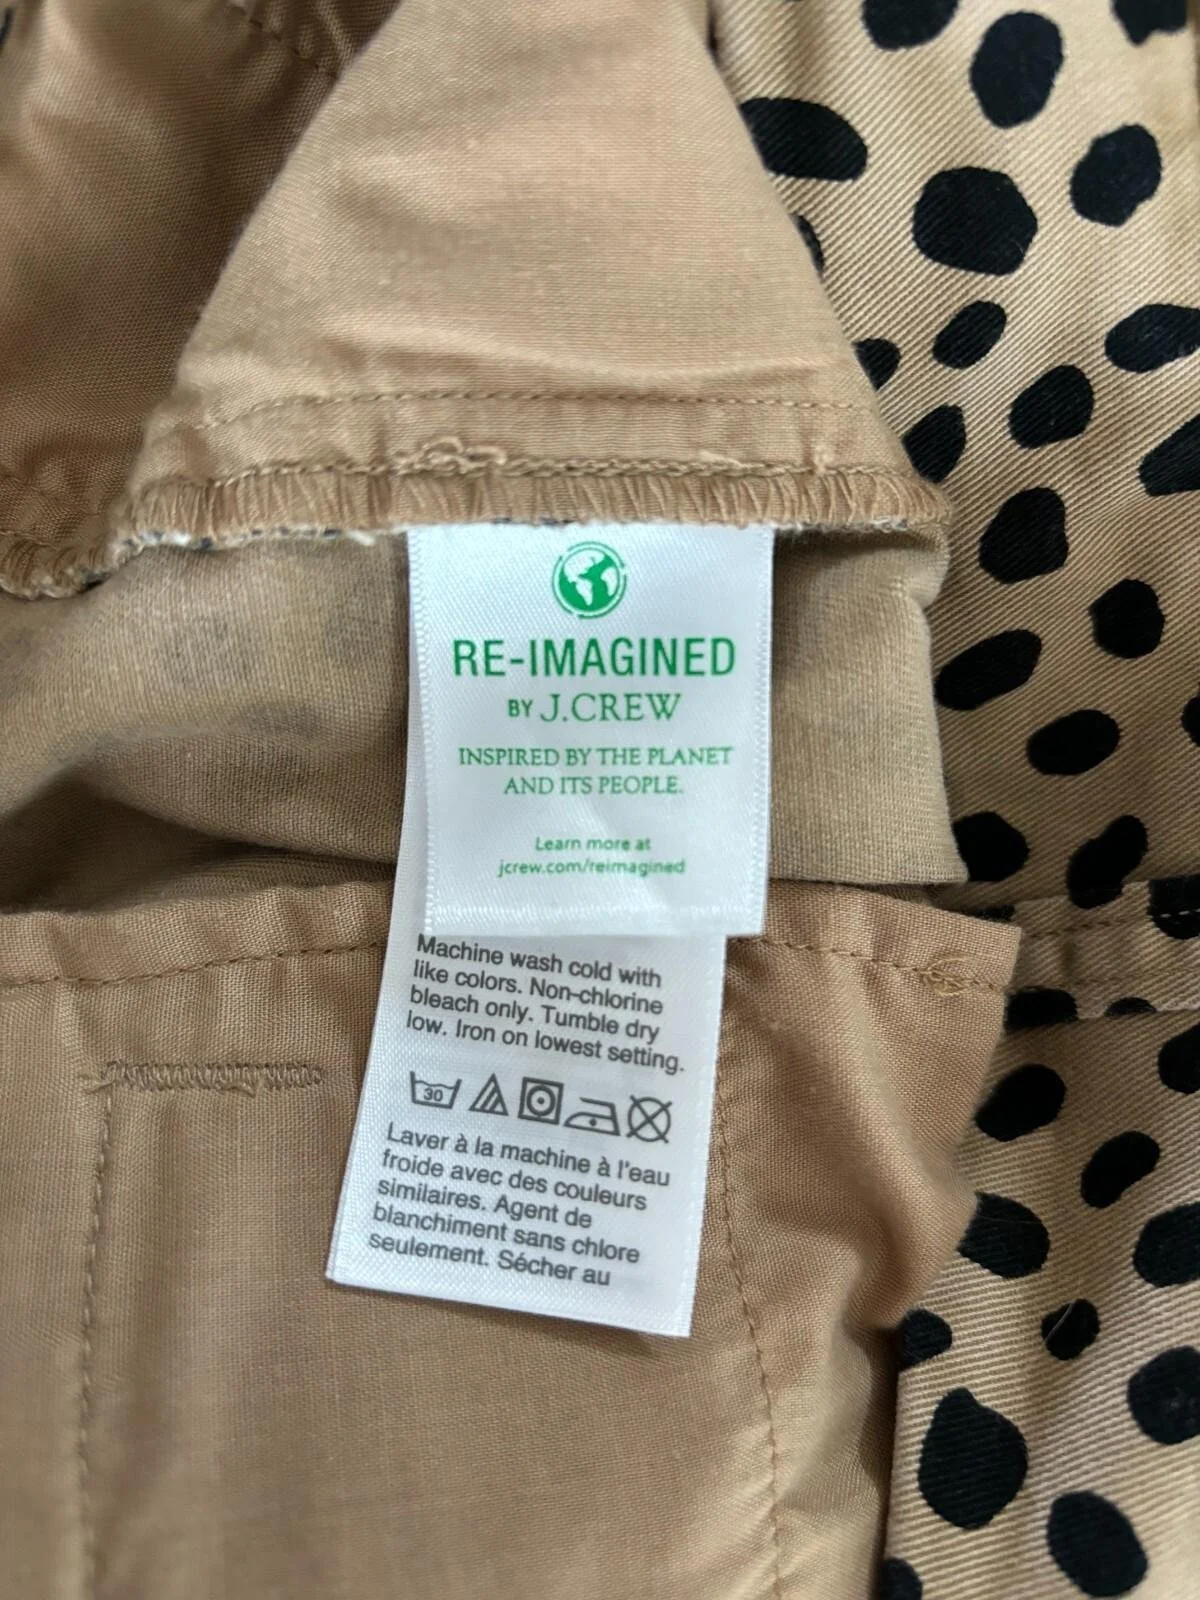 RE-IMAGINED
BY J.CREW
INSPIRED BY THE PLANET
AND ITS PEOPLE.
Learn more at
jcrew.com/reimagined
Machine wash cold with
like colors. Non-chlorine
bleach only. Tumble dry
low. Iron on lowest setting.
30
Laver à la machine à l'eau
froide avec des couleurs
similaires. Agent de
blanchiment sans chlore
seulement. Sécher au